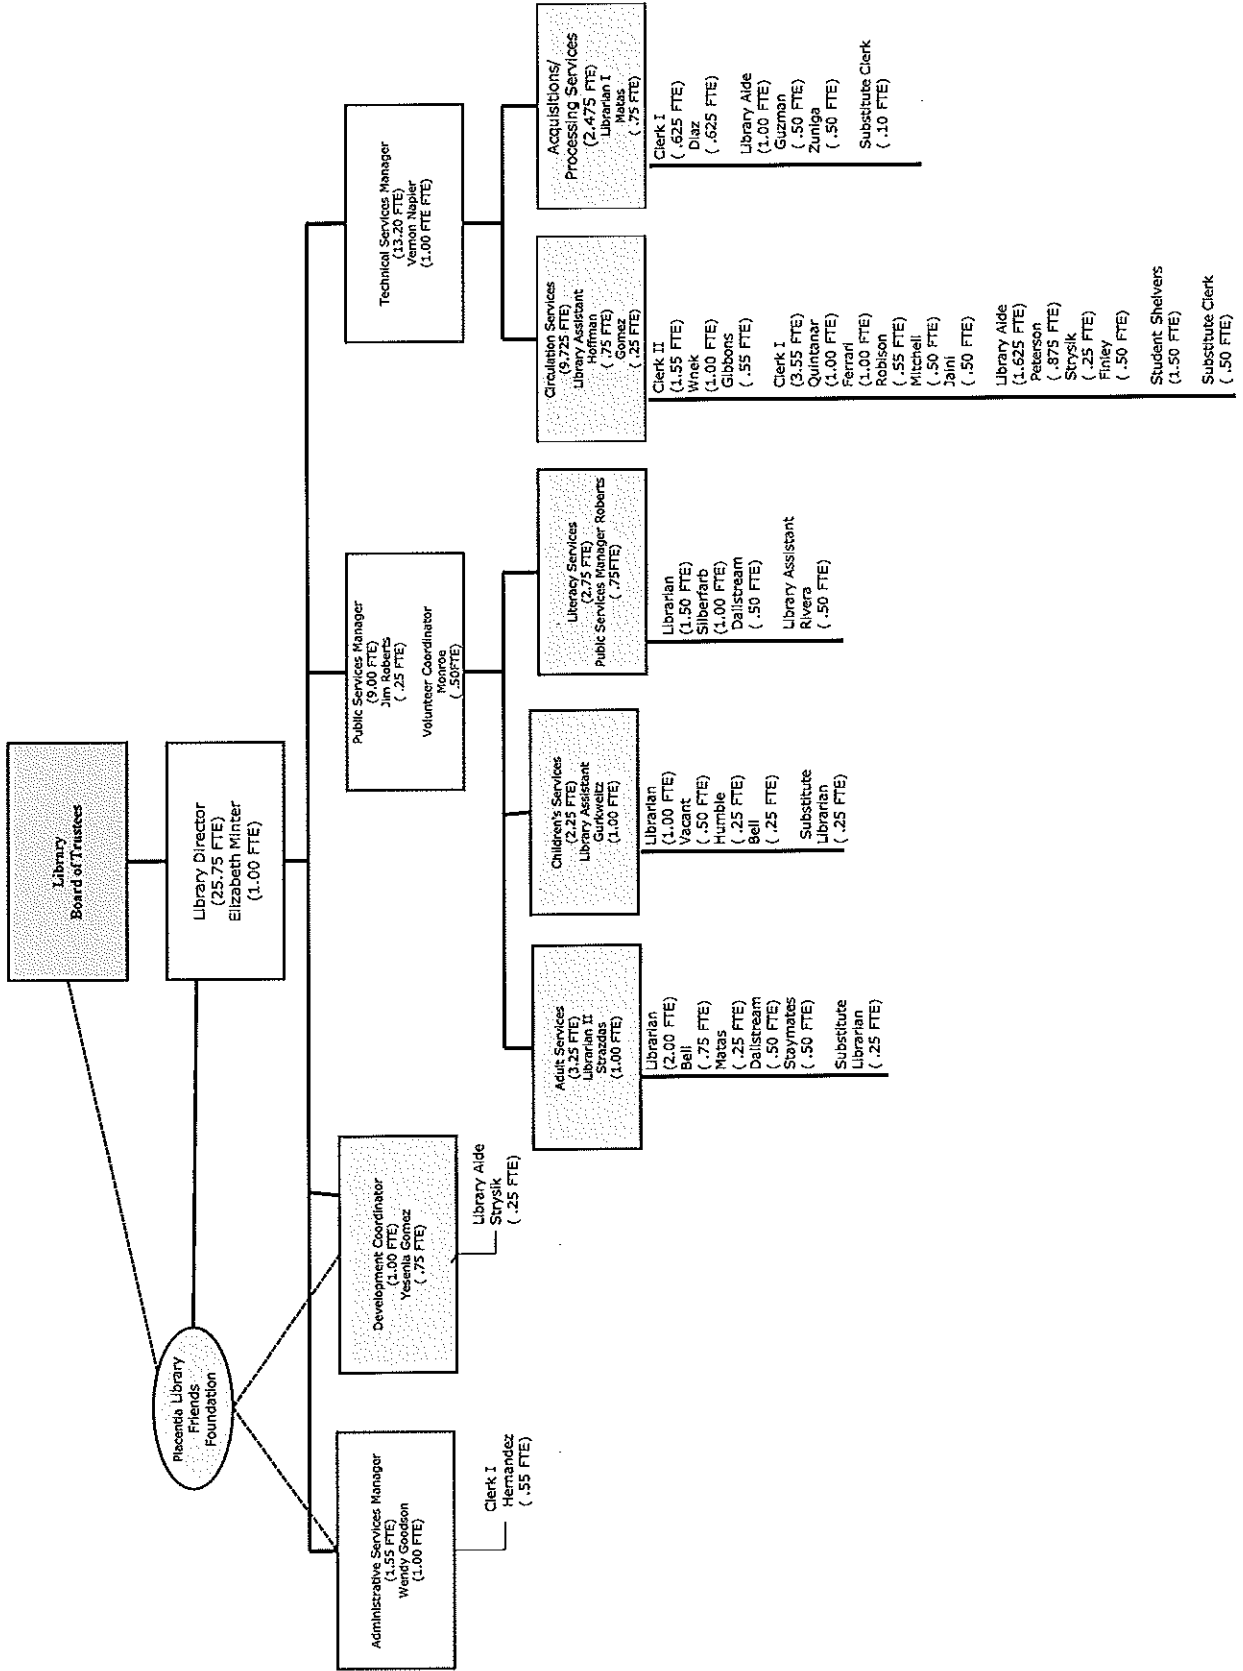 Library
Board of Trustees
Library Director
(25.75 FTE)
Elizabeth Minter
(1.00 FTE)
Placentia Library
Friends
Foundation
Administrative Services Manager
(1.55 FTE)
Wendy Goodson
(1.00 FTE)
Clerk I
Hernandez
( .55 FTE)
Development Coordinator
(1.00 FTE)
Yesenia Gomez
( .75 FTE)
Library Aide
Strysik
( .25 FTE)
Public Services Manager
(9.00 FTE)
Jim Roberts
( .25 FTE)
Volunteer Coordinator
Monroe
( .50FTE)
Technical Services Manager
(13.20 FTE)
Vernon Napier
(1.00 FTE FTE)
Adult Services
(3.25 FTE)
Librarian II
Strazdas
(1.00 FTE)
Librarian
(2.00 FTE)
Bell
( .75 FTE)
Matas
( .25 FTE)
Dallstream
( .50 FTE)
Staymates
( .50 FTE)
Substitute
Librarian
( .25 FTE)
Children's Services
(2.25 FTE)
Library Assistant
Gurkweitz
(1.00 FTE)
Librarian
(1.00 FTE)
Vacant
( .50 FTE)
Humble
( .25 FTE)
Bell
( .25 FTE)
Substitute
Librarian
( .25 FTE)
Literacy Services
(2.75 FTE)
Public Services Manager Roberts
( .75FTE)
Librarian
(1.50 FTE)
Silberfarb
(1.00 FTE)
Dallstream
( .50 FTE)
Library Assistant
Rivera
( .50 FTE)
Circulation Services
(9.725 FTE)
Library Assistant
Hoffman
( .75 FTE)
Gomez
( .25 FTE)
Clerk II
(1.55 FTE)
Wnek
(1.00 FTE)
Gibbons
( .55 FTE)
Clerk I
(3.55 FTE)
Quintanar
(1.00 FTE)
Ferrari
(1.00 FTE)
Robison
( .55 FTE)
Mitchell
( .50 FTE)
Jaini
( .50 FTE)
Library Aide
(1.625 FTE)
Peterson
( .875 FTE)
Strysik
( .25 FTE)
Finley
( .50 FTE)
Student Shelvers
(1.50 FTE)
Substitute Clerk
( .50 FTE)
Acquisitions/
Processing Services
(2.475 FTE)
Librarian I
Matas
( .75 FTE)
Clerk I
( .625 FTE)
Diaz
( .625 FTE)
Library Aide
(1.00 FTE)
Guzman
( .50 FTE)
Zuniga
( .50 FTE)
Substitute Clerk
( .10 FTE)